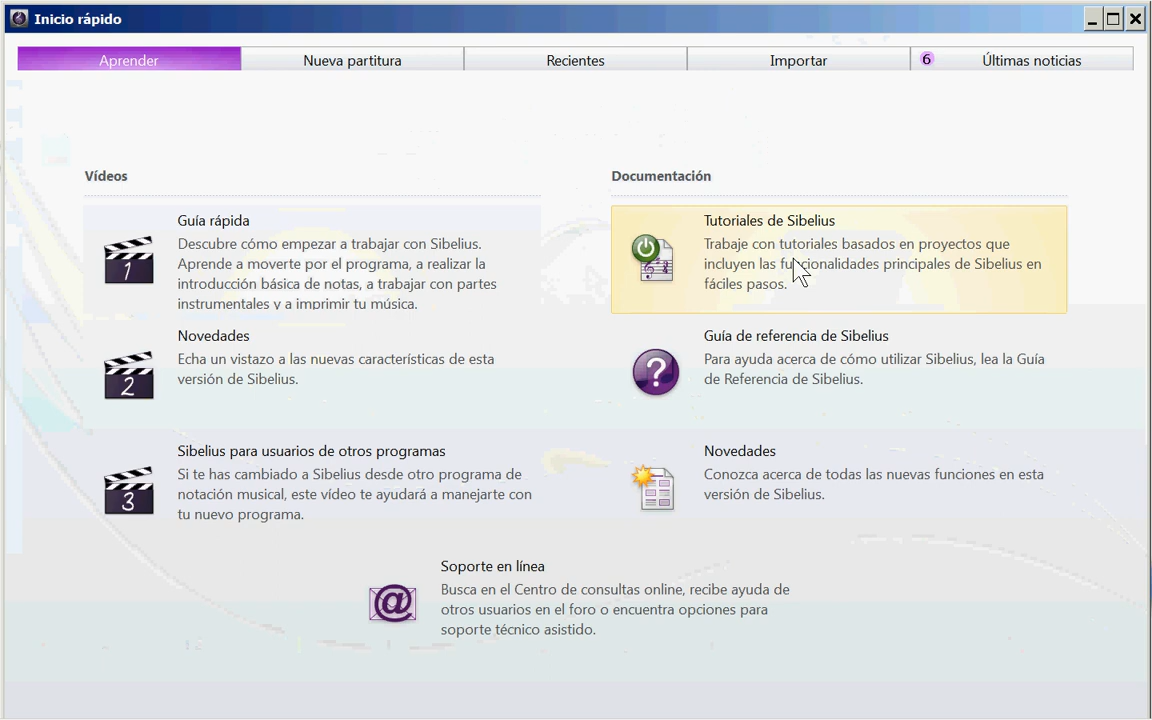 Inicio rápido
Aprender
Nueva partitura
Recientes
Importar
6
Últimas noticias
Vídeos
Guía rápida
Descubre cómo empezar a trabajar con Sibelius.
Aprende a moverte por el programa, a realizar la
introducción básica de notas, a trabajar con partes
instrumentales y a imprimir tu música.
1
Novedades
Echa un vistazo a las nuevas características de esta
versión de Sibelius.
2
Sibelius para usuarios de otros programas
Si te has cambiado a Sibelius desde otro programa de
notación musical, este vídeo te ayudará a manejarte con
tu nuevo programa.
3
Documentación
Tutoriales de Sibelius
Trabaje con tutoriales basados en proyectos que
incluyen las funcionalidades principales de Sibelius en
fáciles pasos.
Guía de referencia de Sibelius
Para ayuda acerca de cómo utilizar Sibelius, lea la Guía
de Referencia de Sibelius.
?
Novedades
Conozca acerca de todas las nuevas funciones en esta
versión de Sibelius.
@
Soporte en línea
Busca en el Centro de consultas online, recibe ayuda de
otros usuarios en el foro o encuentra opciones para
soporte técnico asistido.